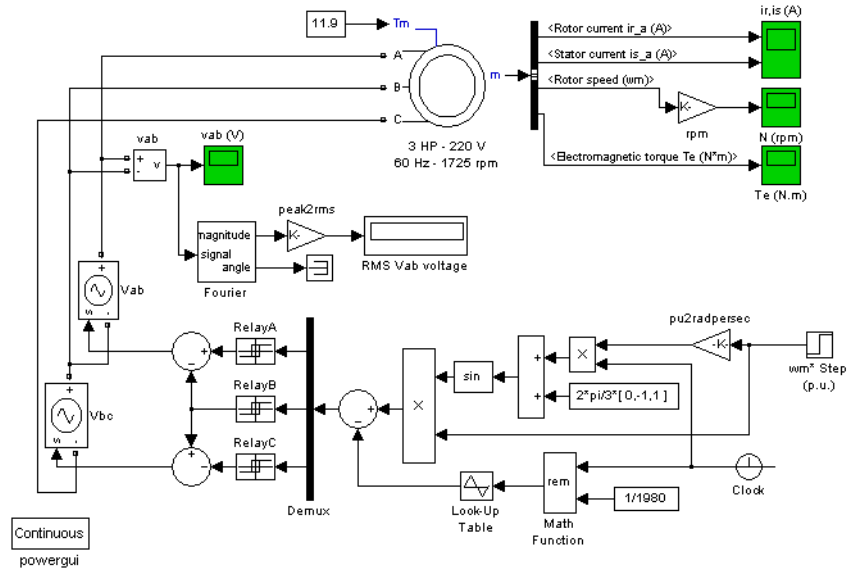 ir,is (A)
11.9
Tm
<Rotor current ir_a (A)>
A
<Stator current is_a (A)>
m
<Rotor speed (wm)>
B
K-
rpm
N (rpm)
C
vab
vab (V)
3 HP - 220 V
60 Hz - 1725 rpm
<Electromagnetic torque Te (N*m)>
Te (N.m)
+
-
v
peak2rms
magnitude
signal
angle
K-
Fourier
RMS Vab voltage
+
Vab
s
-
pu2radpersec
-K-
wm* Step
(p.u.)
RelayA
+
−
sin
+
+
×
2*pi/3*[ 0,-1,1 ]
RelayB
+
−
×
+
Vbc
s
-
RelayC
+
−
rem
Clock
1/1980
Demux
Look-Up
Table
Math
Function
Continuous
powergui